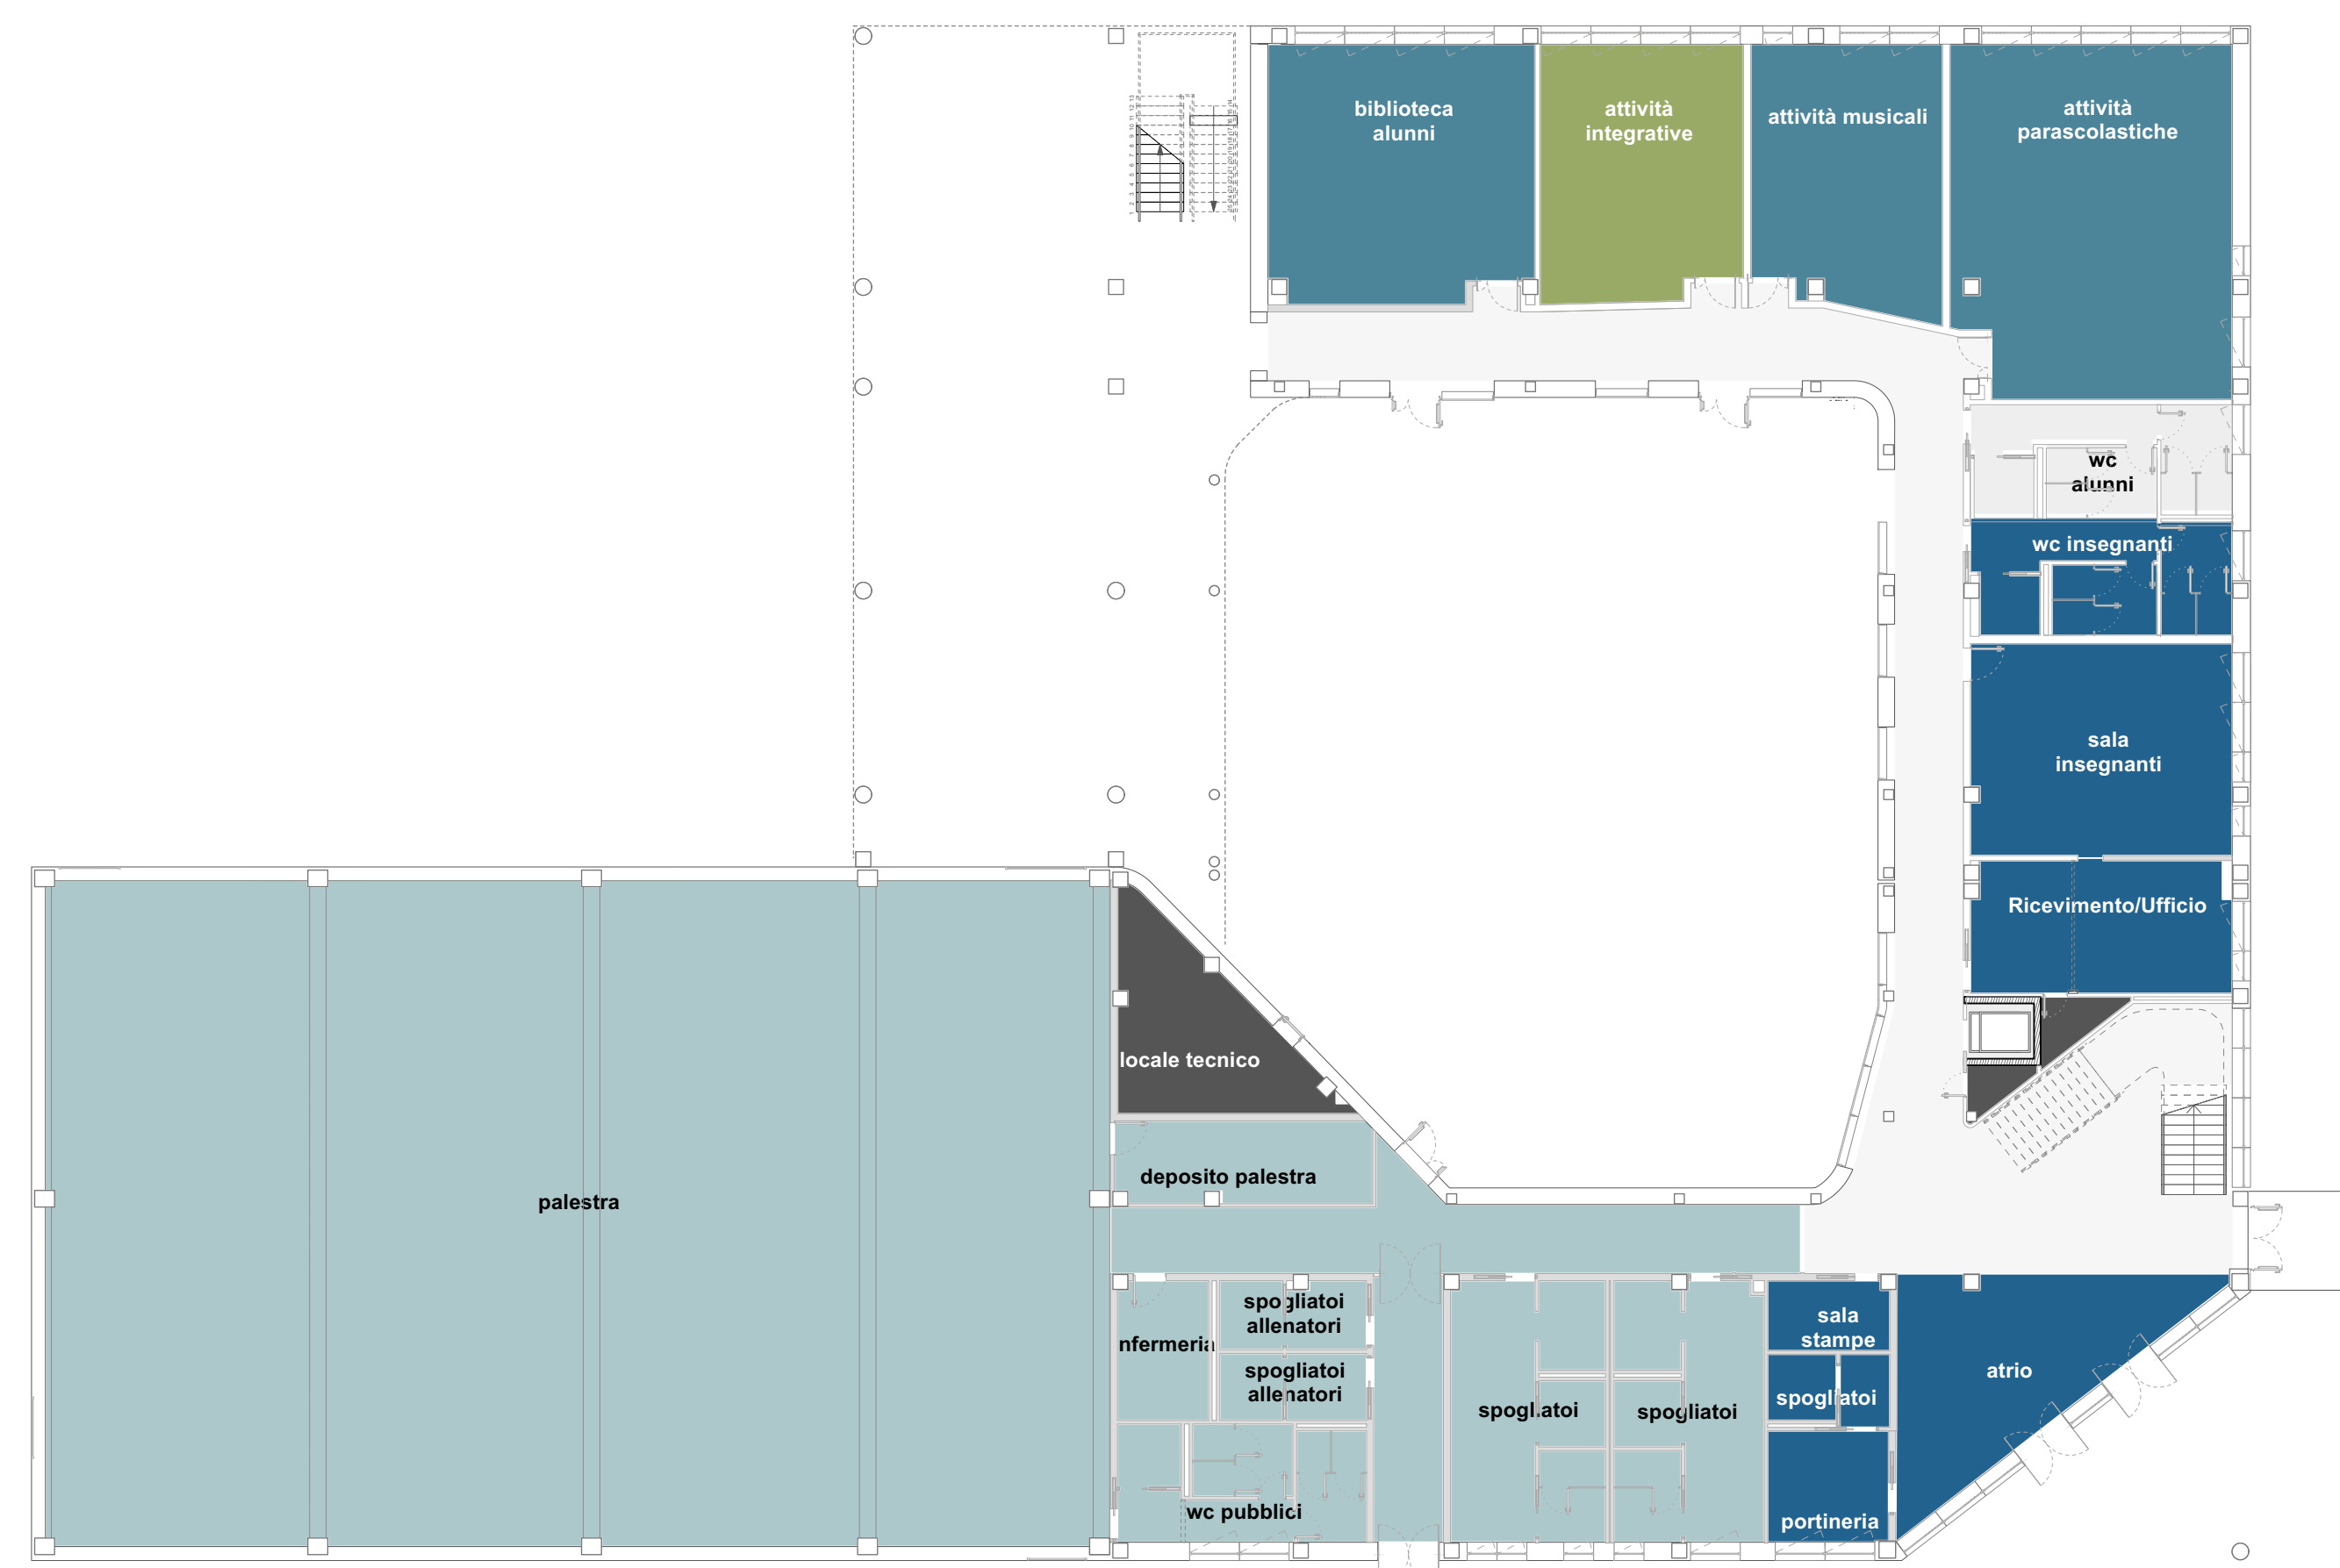 biblioteca
alunni
attività
integrative
attività musicali
attività
parascolastiche
wc
alunni
wc insegnanti
sala
insegnanti
Ricevimento/Ufficio
locale tecnico
deposito palestra
palestra
nfermeria
spogliatoi
allenatori
spogliatoi
allenatori
wc pubblici
spogliatoi
spogliatoi
sala
stampe
spogliatoi
portineria
atrio